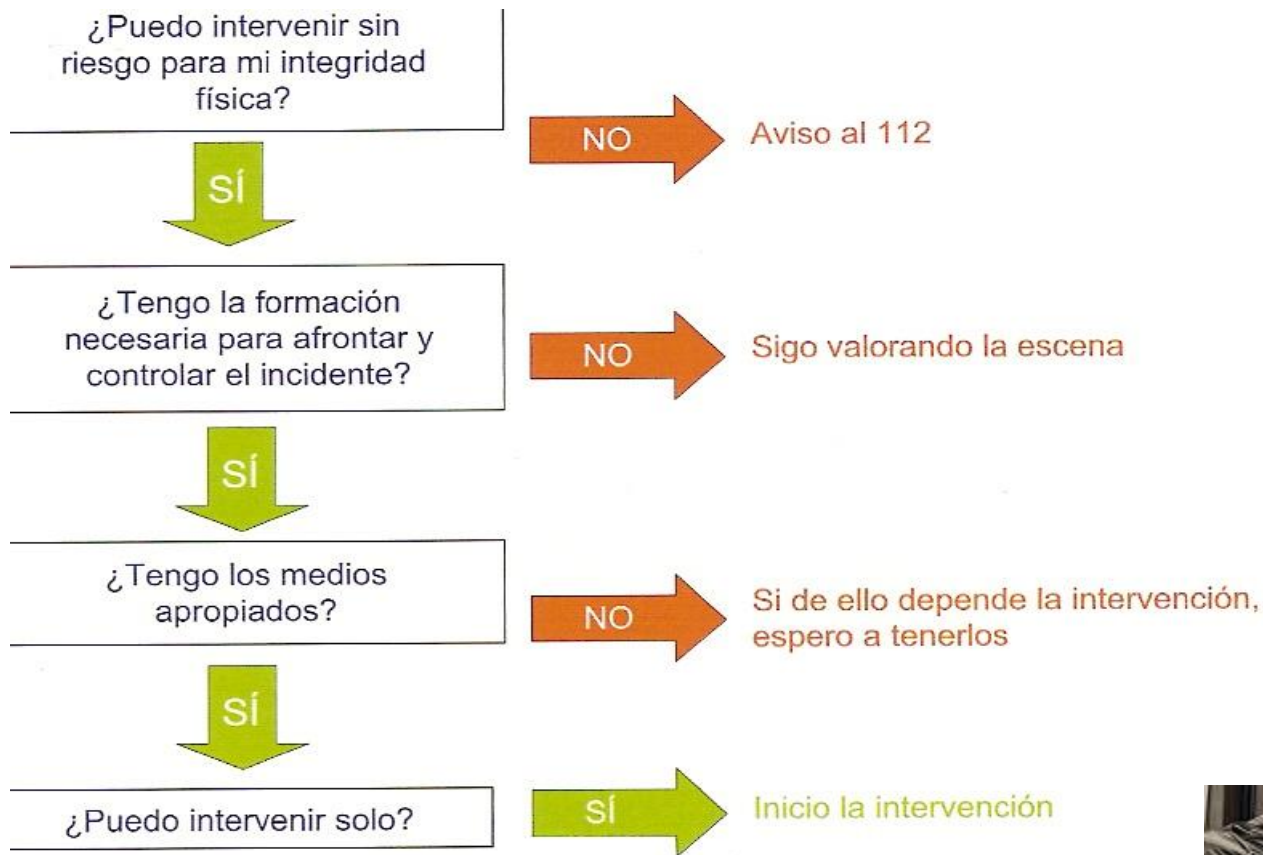 ¿Puedo intervenir sin
riesgo para mi integridad
física?
NO
Aviso al 112
SÍ
¿Tengo la formación
necesaria para afrontar y
controlar el incidente?
NO
Sigo valorando la escena
SÍ
¿Tengo los medios
apropiados?
NO
Si de ello depende la intervención,
espero a tenerlos
SÍ
¿Puedo intervenir solo?
SÍ
Inicio la intervención